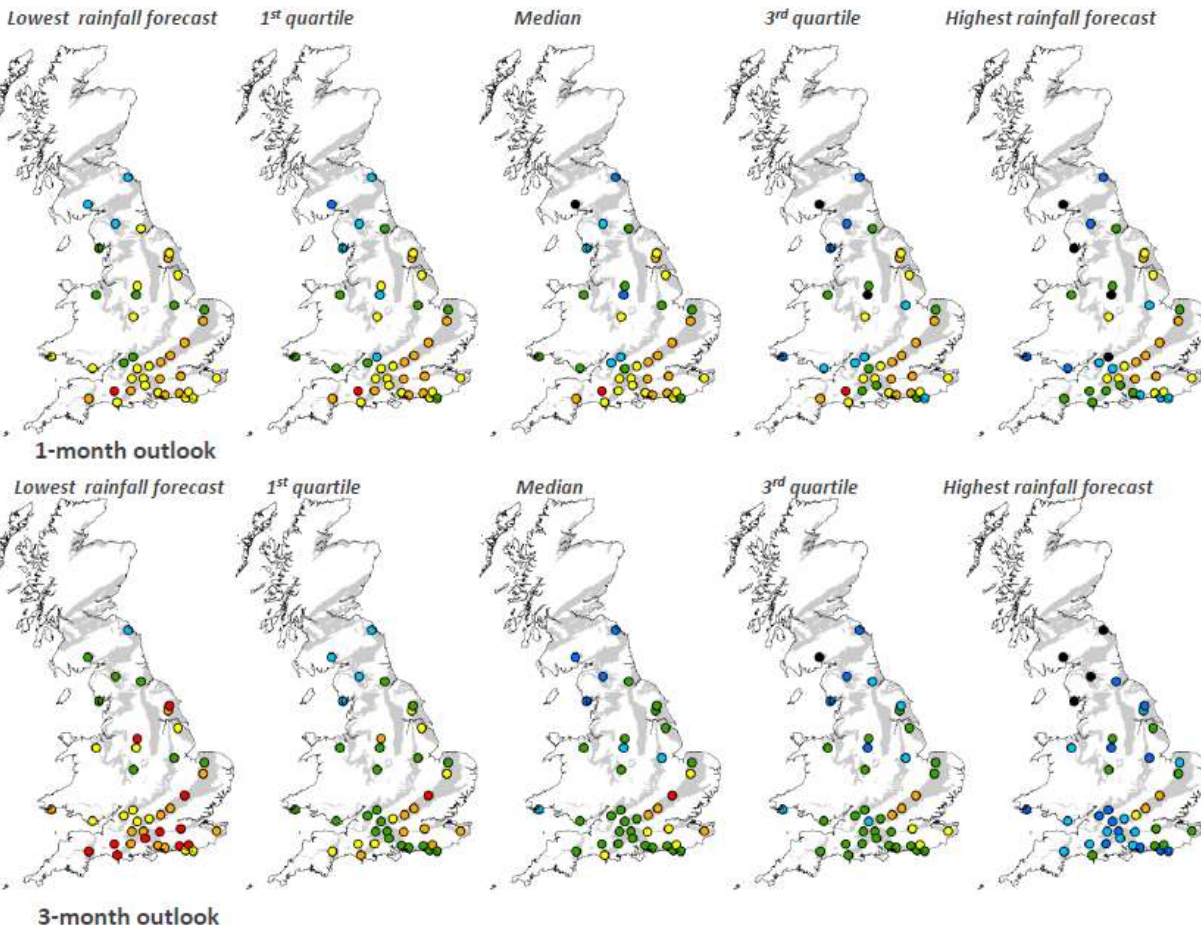 Lowest rainfall forecast 1st quartile Median 3rd quartile Highest rainfall forecast
1-month outlook
Lowest rainfall forecast 1st quartile Median 3rd quartile Highest rainfall forecast
3-month outlook